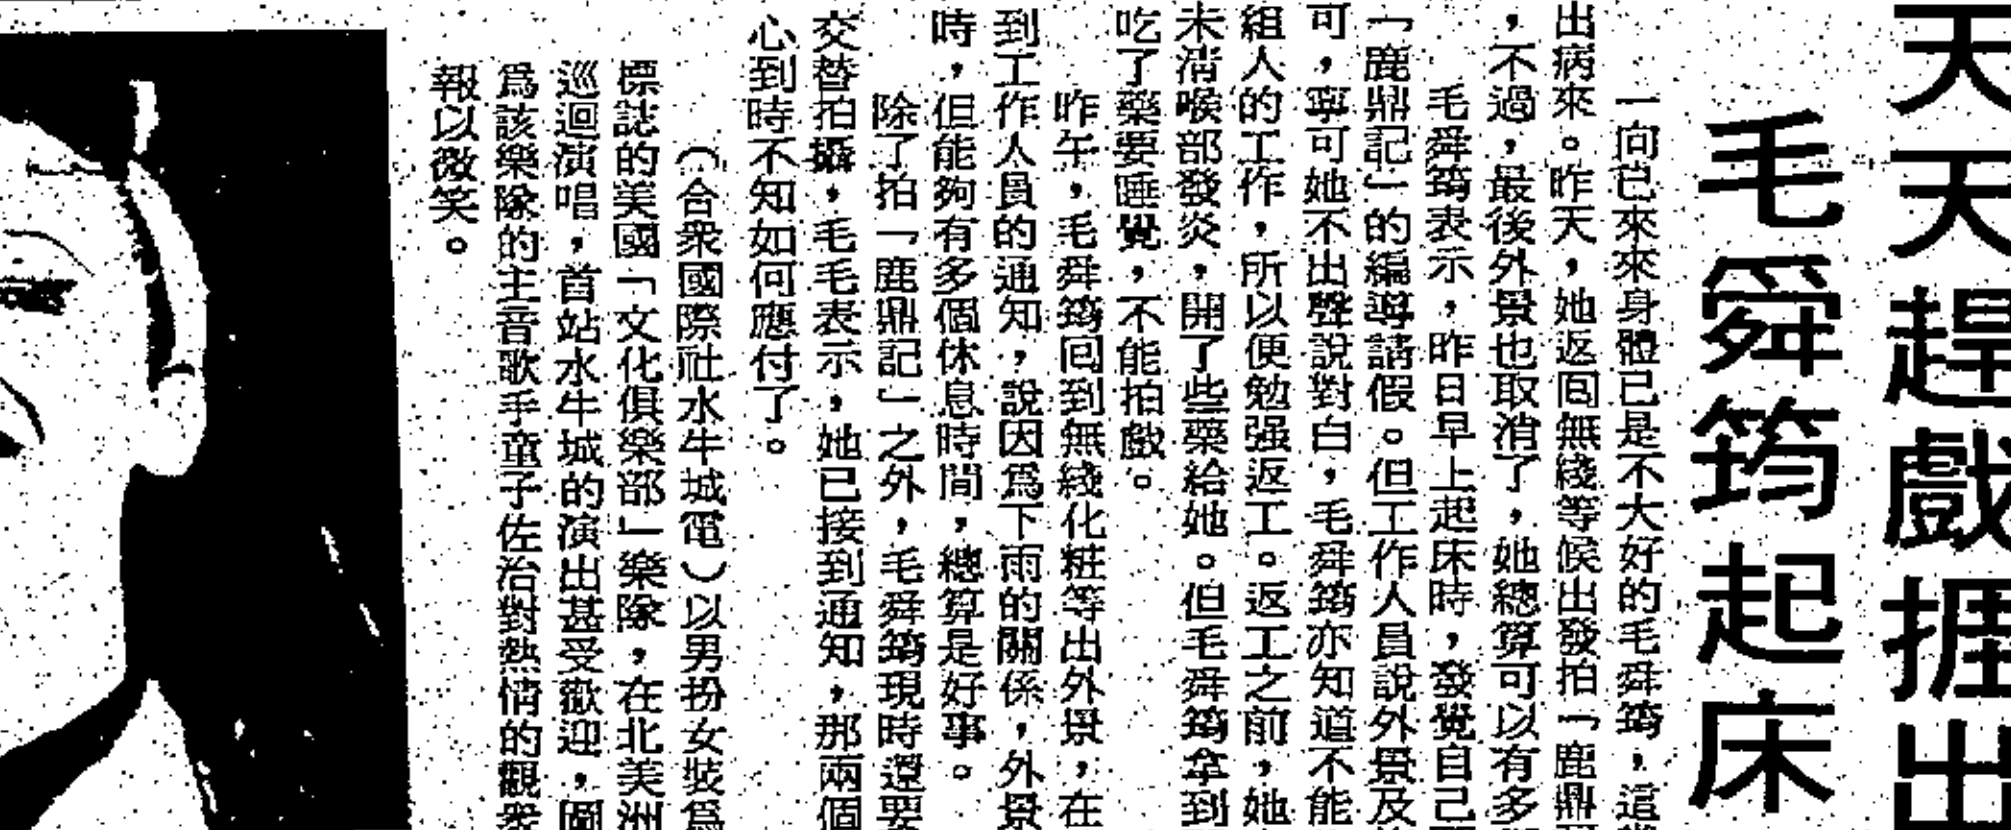 天天趕戲捱出
毛舜筠起床
一向已來來身體已是不大好的毛舜筠，這
出病來。昨天，她返囘無綫等候出發拍「鹿鼎
，不過，最後外景也取消了，她總算可以有多
毛舜筠表示，昨日早上起床時，發覺自己
「鹿鼎記」的編導請假。但工作人員說外景及
可，寧可她不出聲說對白，毛舜筠亦知道不能
組人的工作，所以便勉强返工。返工之前，她
未清喉部發炎，開了些藥給她。但毛舜筠拿到
吃了藥要睡覺，不能拍戲。
昨午，毛舜筠囘到無綫化粧等出外景，在
到工作人員的通知，說因爲下雨的關係，外景
時，但能夠有多個休息時間，總算是好事。
除了拍「鹿鼎記」之外，毛舜筠現時還要
交替拍攝，毛毛表示，她已接到通知，那兩個
心到時不知如何應付了。
（合衆國際社水牛城電）以男扮女裝爲
標誌的美國「文化俱樂部」樂隊，在北美洲
巡迴演唱，首站水牛城的演出甚受歡迎，圖
爲該樂隊的主音歌手童子佐治對熱情的觀衆
報以微笑。